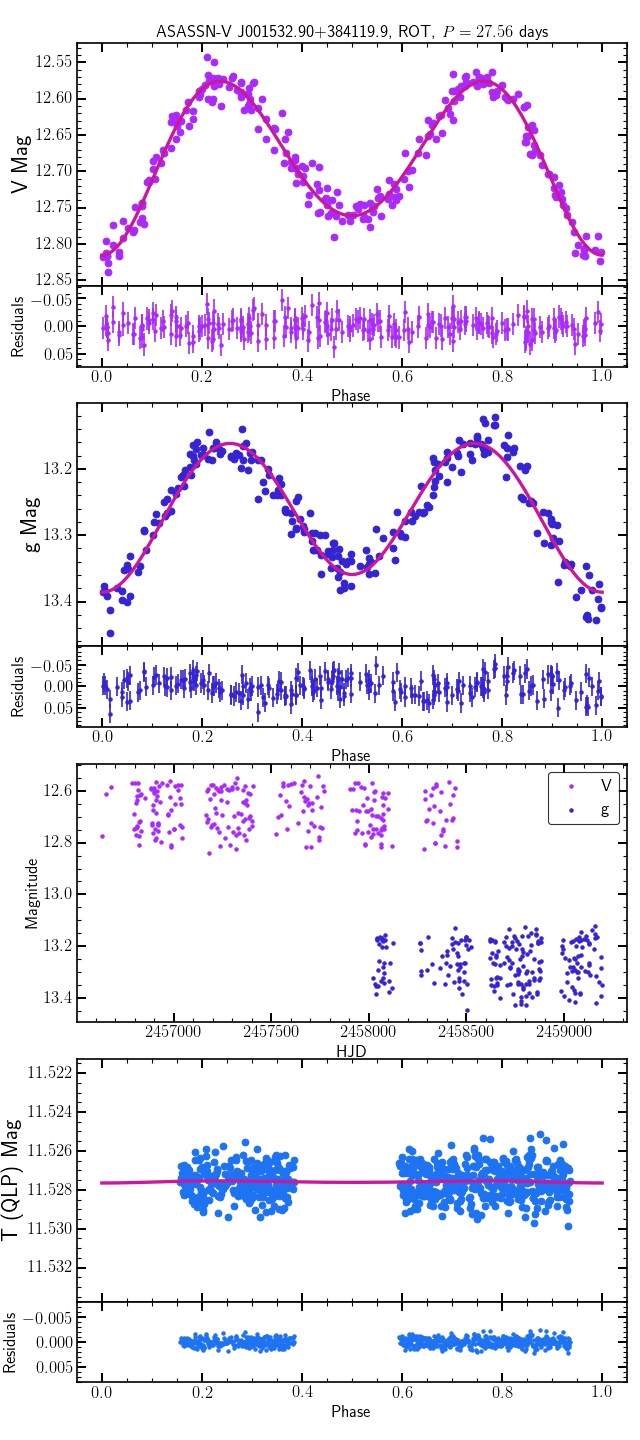 ASASSN-V J001532.90+384119.9, ROT, P = 27.56 days
12.55
12.60
12.65
12.70
12.75
12.80
12.85
V Mag
−0.05
0.00
0.05
Residuals
0.0 0.2 0.4 0.6 0.8 1.0
Phase
13.2
13.3
13.4
g Mag
−0.05
0.00
0.05
Residuals
0.0 0.2 0.4 0.6 0.8 1.0
Phase
12.6
12.8
13.0
13.2
13.4
Magnitude
V
g
2457000 2457500 2458000 2458500 2459000
HJD
11.522
11.524
11.526
11.528
11.530
11.532
T (QLP) Mag
−0.005
0.000
0.005
Residuals
0.0 0.2 0.4 0.6 0.8 1.0
Phase